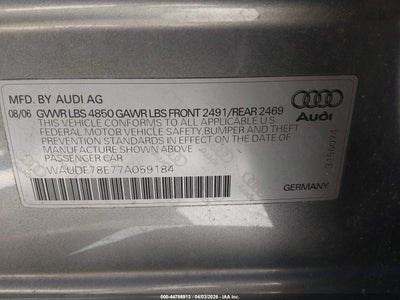 MFD. BY AUDI AG
08/06 GVWR LBS 4850 GAWR LBS FRONT 2491/REAR 2469
THIS VEHICLE CONFORMS TO ALL APPLICABLE U.S.
FEDERAL MOTOR VEHICLE SAFETY, BUMPER AND THEFT
PREVENTION STANDARDS IN EFFECT ON THE DATE OF
MANUFACTURE SHOWN ABOVE
PASSENGER CAR
WAUDE78E77A059184
Audi
3756074
GERMANY
000-44788913 - 04/03/2026 - IAA Inc.